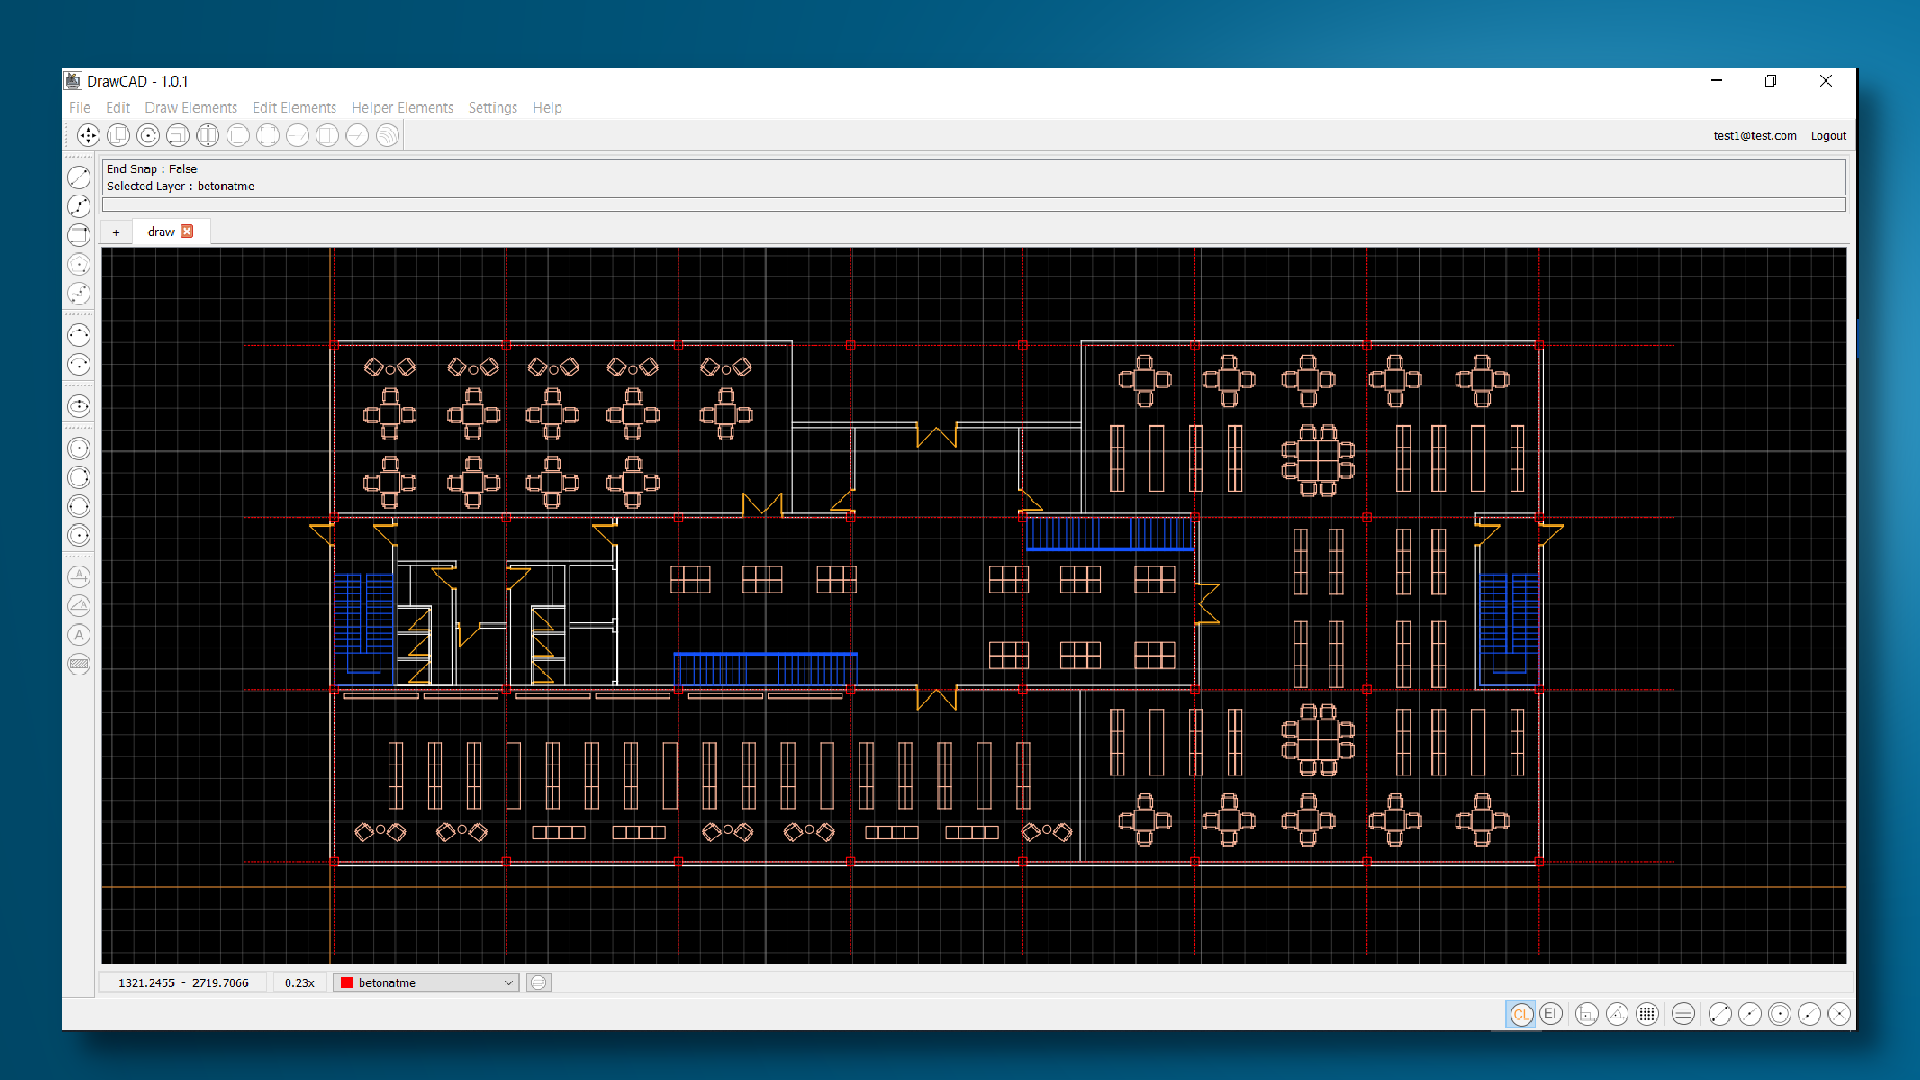 DrawCAD - 1.0.1
File Edit Draw Elements Edit Elements Helper Elements Settings Help
test1@test.com Logout
End Snap : False
Selected Layer : betonatme
+ draw
1321.2455 - 2719.7066 0.23x betonatme
CL EI
A